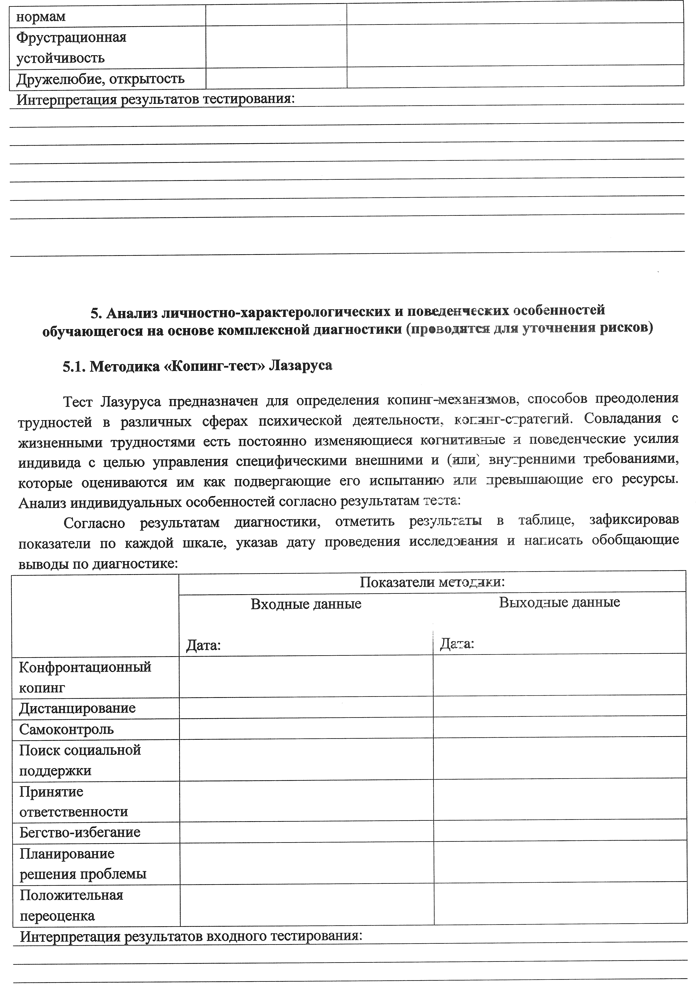 нормам
Фрустрационная
устойчивость
Дружелюбие, открытость
Интерпретация результатов тестирования:
5. Анализ личностно-характерологических и поведенческих особенностей
обучающегося на основе комплексной диагностики (проводятся для уточнения рисков)
5.1. Методика «Копинг-тест» Лазаруса
Тест Лазуруса предназначен для определения копинг-механизмов, способов преодоления
трудностей в различных сферах психической деятельности, копинг-стратегий. Совладания с
жизненными трудностями есть постоянно изменяющиеся когнитивные и поведенческие усилия
индивида с целью управления специфическими внешними и (или) внутренними требованиями,
которые оцениваются им как подвергающие его испытанию или превышающие его ресурсы.
Анализ индивидуальных особенностей согласно результатам теста:
Согласно результатам диагностики, отметить результаты в таблице, зафиксировав
показатели по каждой шкале, указав дату проведения исследования и написать обобщающие
выводы по диагностике:
Показатели методики:
Входные данные Выходные данные
Дата: Дата:
Конфронтационный
копинг
Дистанцирование
Самоконтроль
Поиск социальной
поддержки
Принятие
ответственности
Бегство-избегание
Планирование
решения проблемы
Положительная
переоценка
Интерпретация результатов входного тестирования: